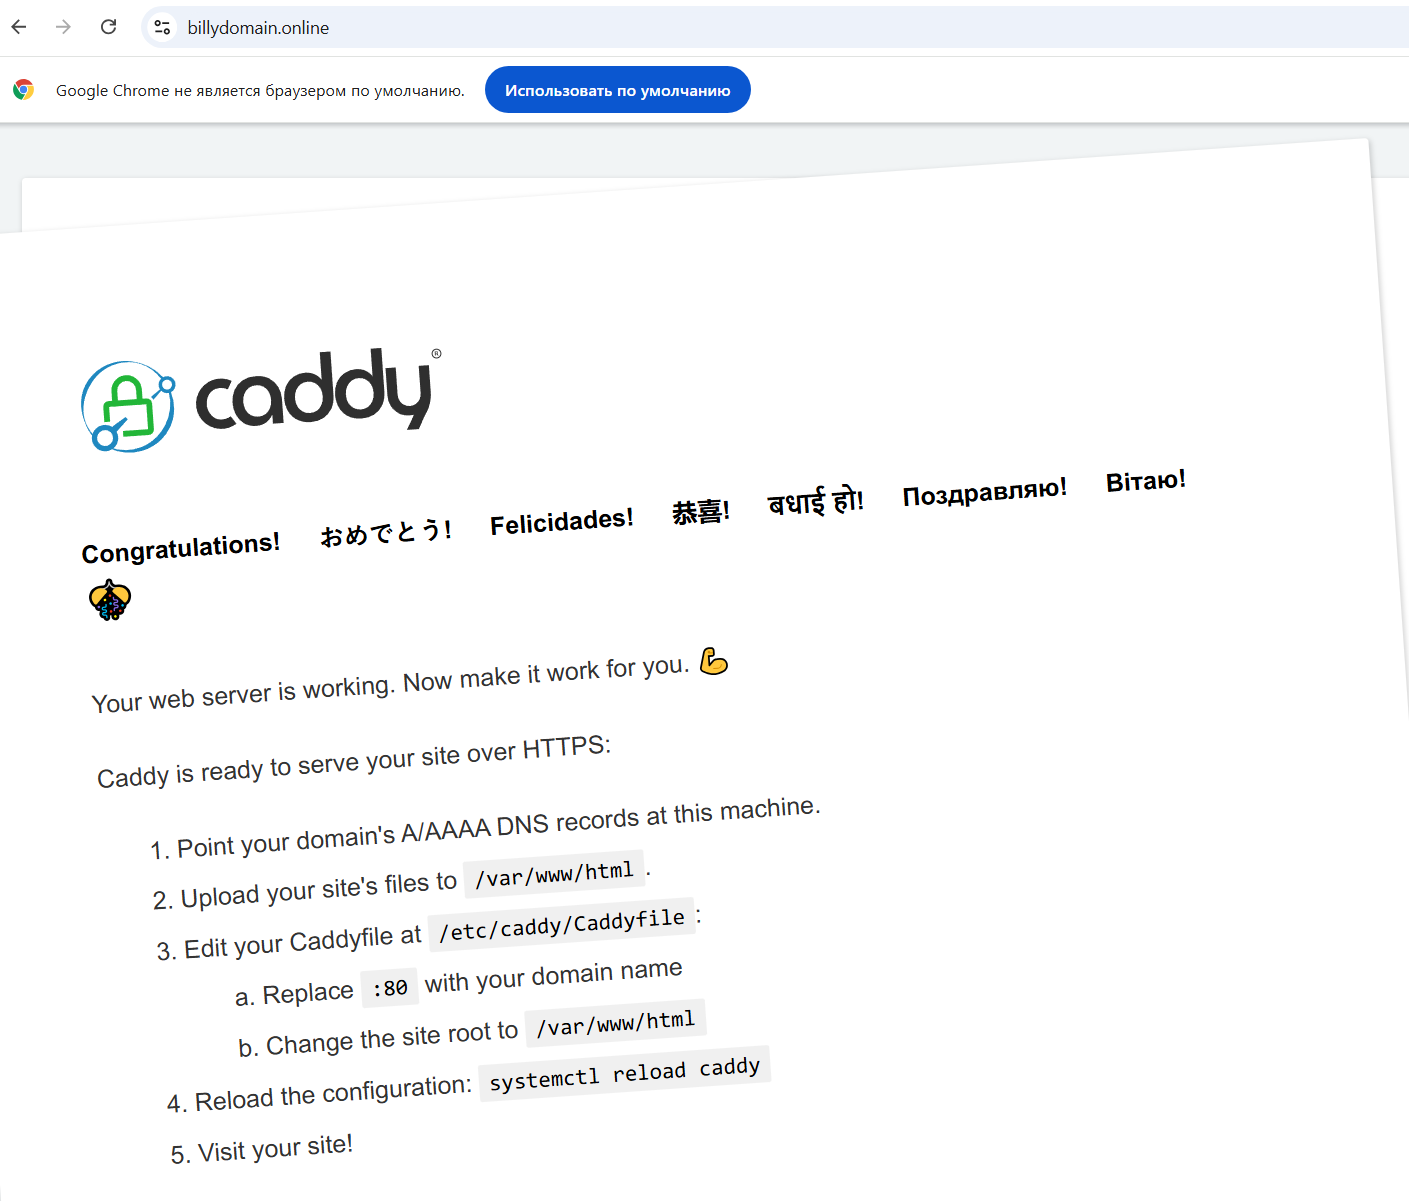 billydomain.online
Google Chrome не является браузером по умолчанию. Использовать по умолчанию
caddy®
Congratulations! おめでとう! Felicidades! 恭喜! बधाई हो! Поздравляю! Вітаю!
Your web server is working. Now make it work for you. 💪
Caddy is ready to serve your site over HTTPS:
1. Point your domain's A/AAAA DNS records at this machine.
2. Upload your site's files to /var/www/html.
3. Edit your Caddyfile at /etc/caddy/Caddyfile:
a. Replace :80 with your domain name
b. Change the site root to /var/www/html
4. Reload the configuration: systemctl reload caddy
5. Visit your site!